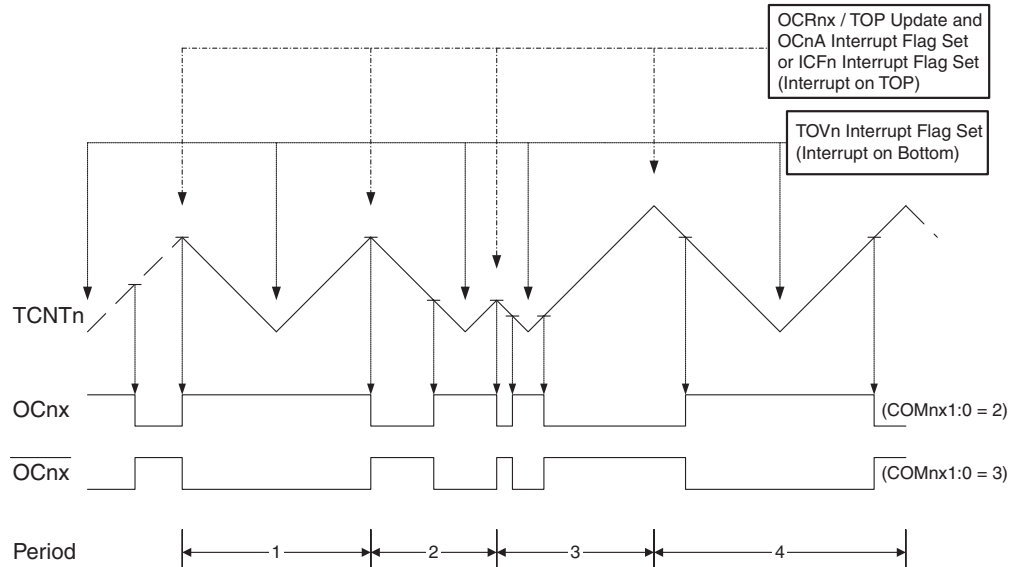 OCRnx / TOP Update and
OCnA Interrupt Flag Set
or ICFn Interrupt Flag Set
(Interrupt on TOP)
TOVn Interrupt Flag Set
(Interrupt on Bottom)
TCNTn
OCnx
(COMnx1:0 = 2)
OCnx
(COMnx1:0 = 3)
Period
1
2
3
4